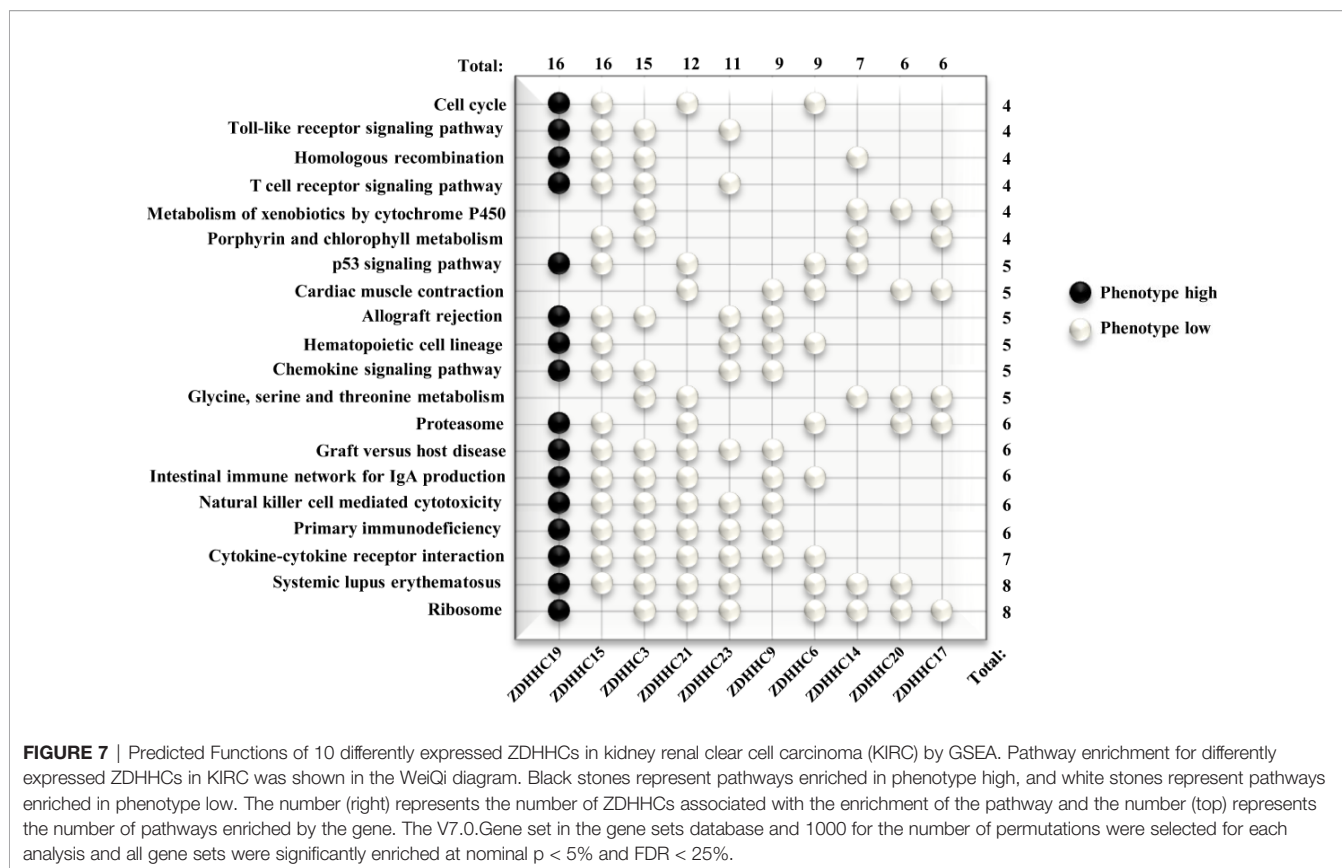 Total: 16 16 15 12 11 9 9 7 6 6
Cell cycle 4
Toll-like receptor signaling pathway 4
Homologous recombination 4
T cell receptor signaling pathway 4
Metabolism of xenobiotics by cytochrome P450 4
Porphyrin and chlorophyll metabolism 4
p53 signaling pathway 5
Cardiac muscle contraction 5
Allograft rejection 5
Hematopoietic cell lineage 5
Chemokine signaling pathway 5
Glycine, serine and threonine metabolism 5
Proteasome 6
Graft versus host disease 6
Intestinal immune network for IgA production 6
Natural killer cell mediated cytotoxicity 6
Primary immunodeficiency 6
Cytokine-cytokine receptor interaction 7
Systemic lupus erythematosus 8
Ribosome 8
ZDHHC19 ZDHHC15 ZDHHC3 ZDHHC21 ZDHHC23 ZDHHC9 ZDHHC6 ZDHHC14 ZDHHC20 ZDHHC17 Total:
Phenotype high
Phenotype low
FIGURE 7 | Predicted Functions of 10 differently expressed ZDHHCs in kidney renal clear cell carcinoma (KIRC) by GSEA. Pathway enrichment for differently
expressed ZDHHCs in KIRC was shown in the WeiQi diagram. Black stones represent pathways enriched in phenotype high, and white stones represent pathways
enriched in phenotype low. The number (right) represents the number of ZDHHCs associated with the enrichment of the pathway and the number (top) represents
the number of pathways enriched by the gene. The V7.0.Gene set in the gene sets database and 1000 for the number of permutations were selected for each
analysis and all gene sets were significantly enriched at nominal p < 5% and FDR < 25%.